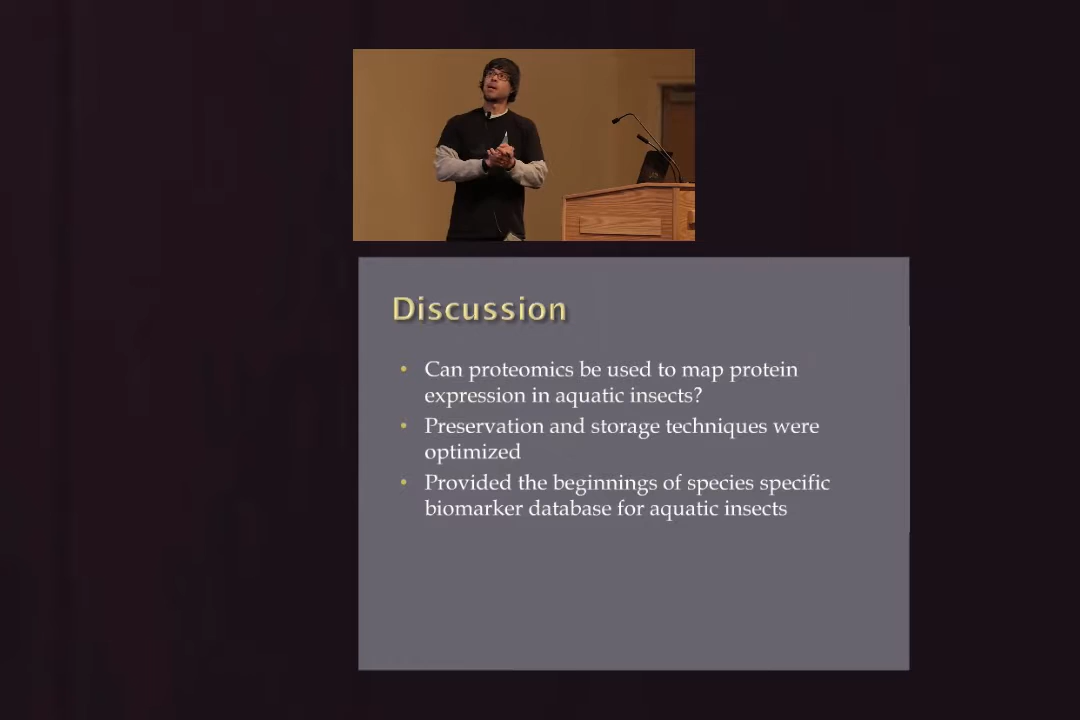 Discussion
Can proteomics be used to map protein
expression in aquatic insects?
Preservation and storage techniques were
optimized
Provided the beginnings of species specific
biomarker database for aquatic insects